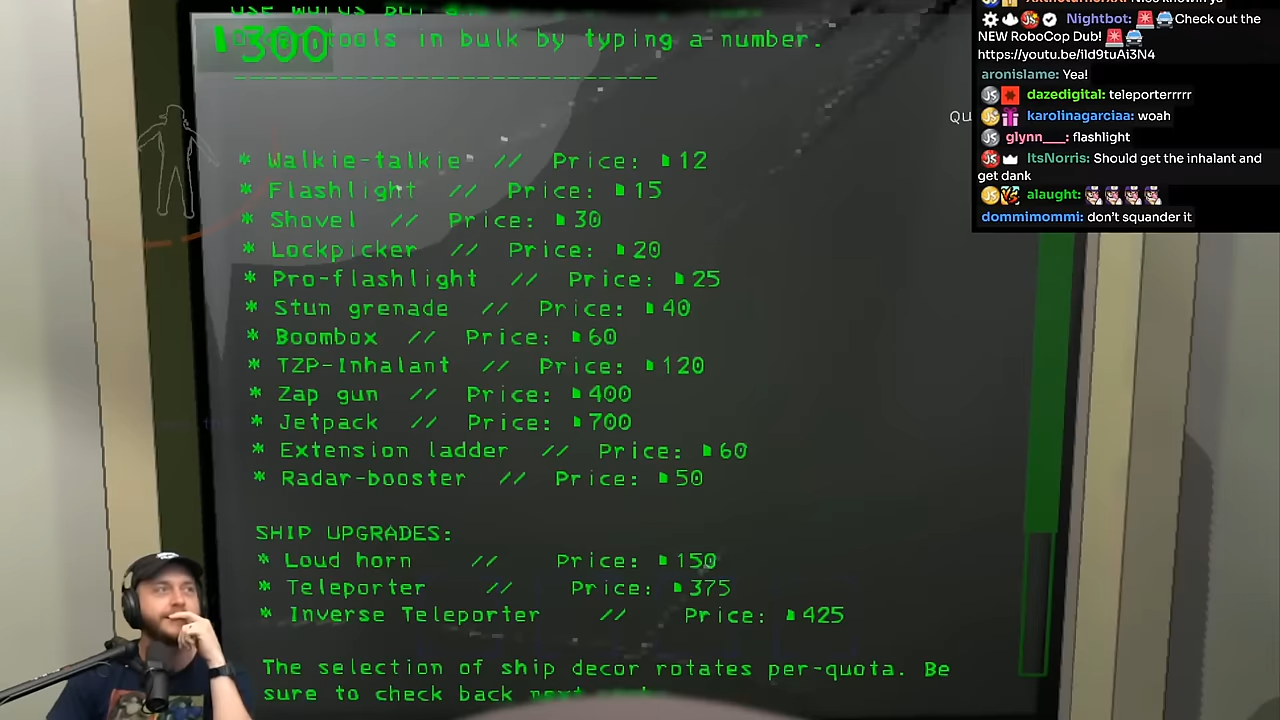 300
tools in bulk by typing a number.
* Walkie-talkie // Price: 12
* Flashlight // Price: 15
* Shovel // Price: 30
* Lockpicker // Price: 20
* Pro-flashlight // Price: 25
* Stun grenade // Price: 40
* Boombox // Price: 60
* TZP-Inhalant // Price: 120
* Zap gun // Price: 400
* Jetpack // Price: 700
* Extension ladder // Price: 60
* Radar-booster // Price: 50
SHIP UPGRADES:
* Loud horn // Price: 150
* Teleporter // Price: 375
* Inverse Teleporter // Price: 425
The selection of ship decor rotates per-quota. Be
sure to check back next
Qu
Nightbot: Check out the
NEW RoboCop Dub!
https://youtu.be/ild9tuAi3N4
aronislame: Yea!
dazedigital: teleporterrrr
karolinagarciaa: woah
glynn___: flashlight
ItsNorris: Should get the inhalant and
get dank
alaught:
dommimommi: don't squander it